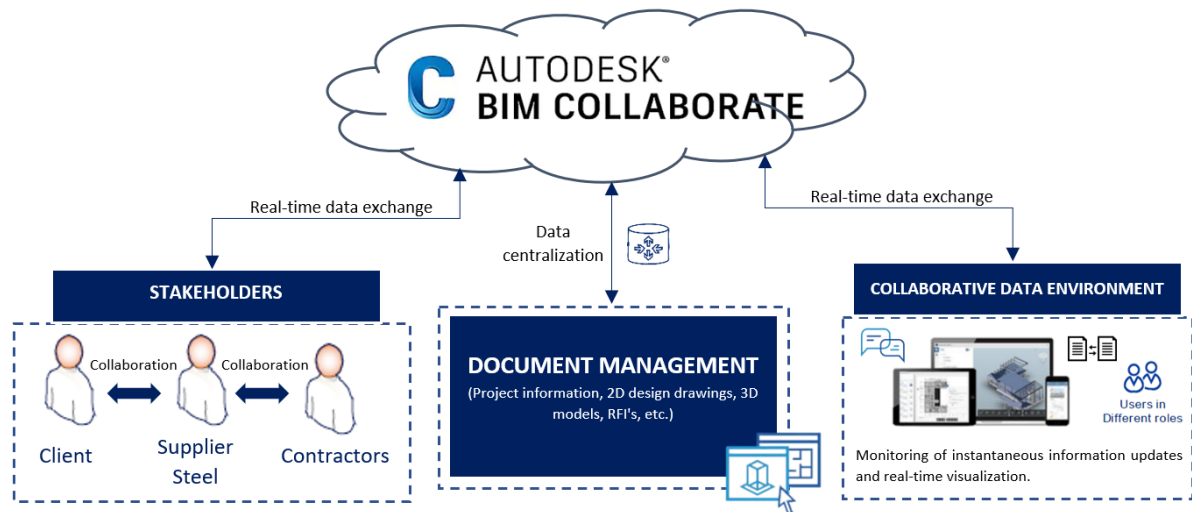 AUTODESK®
BIM COLLABORATE
Real-time data exchange
Data
centralization
Real-time data exchange
STAKEHOLDERS
Collaboration
Collaboration
Client
Supplier
Steel
Contractors
DOCUMENT MANAGEMENT
(Project information, 2D design drawings, 3D
models, RFI's, etc.)
COLLABORATIVE DATA ENVIRONMENT
Users in
Different roles
Monitoring of instantaneous information updates
and real-time visualization.